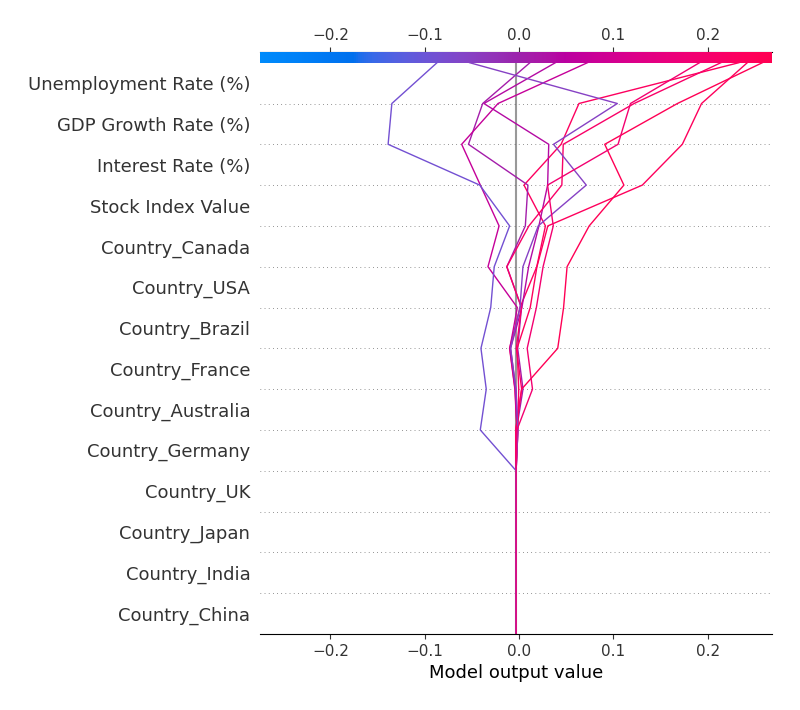 −0.2 −0.1 0.0 0.1 0.2
Unemployment Rate (%)
GDP Growth Rate (%)
Interest Rate (%)
Stock Index Value
Country_Canada
Country_USA
Country_Brazil
Country_France
Country_Australia
Country_Germany
Country_UK
Country_Japan
Country_India
Country_China
−0.2 −0.1 0.0 0.1 0.2
Model output value